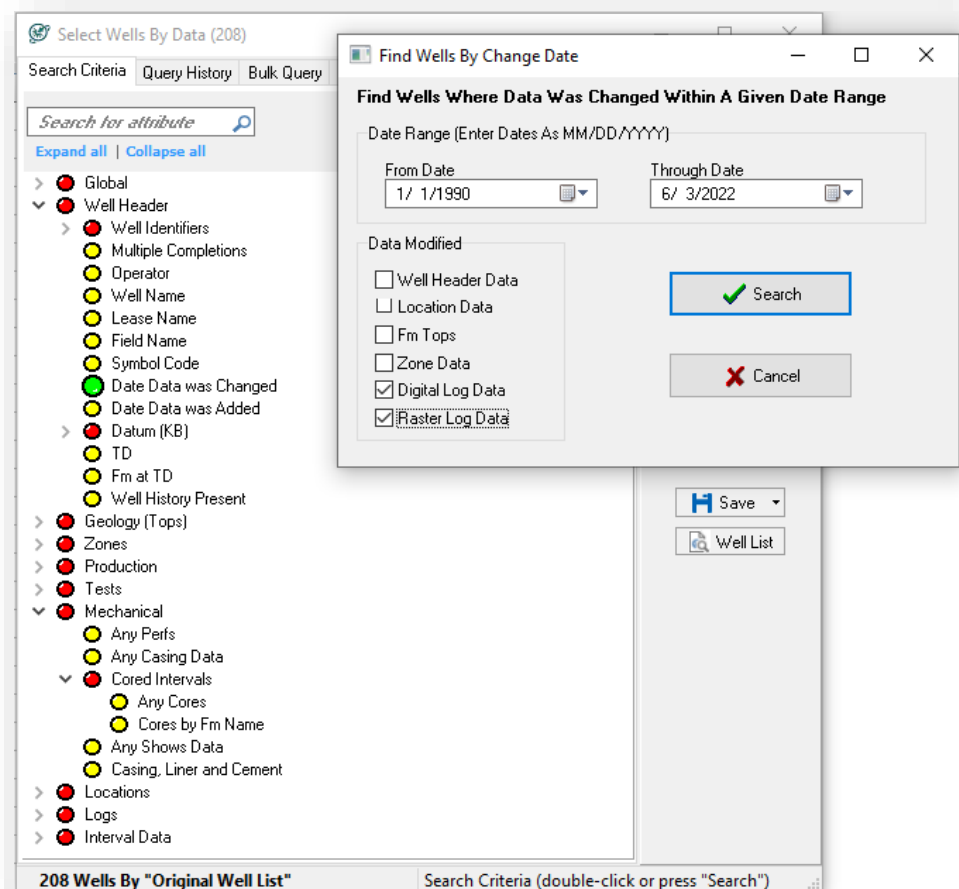 Select Wells By Data (208)
Search Criteria
Query History
Bulk Query
Search for attribute
Expand all | Collapse all
Global
Well Header
Well Identifiers
Multiple Completions
Operator
Well Name
Lease Name
Field Name
Symbol Code
Date Data was Changed
Date Data was Added
Datum (KB)
TD
Fm at TD
Well History Present
Geology (Tops)
Zones
Production
Tests
Mechanical
Any Perfs
Any Casing Data
Cored Intervals
Any Cores
Cores by Fm Name
Any Shows Data
Casing, Liner and Cement
Locations
Logs
Interval Data
208 Wells By "Original Well List"
Search Criteria (double-click or press "Search")
Save
Well List
Find Wells By Change Date
Find Wells Where Data Was Changed Within A Given Date Range
Date Range (Enter Dates As MM/DD/YYYY)
From Date
1/ 1/1990
Through Date
6/ 3/2022
Data Modified
Well Header Data
Location Data
Fm Tops
Zone Data
Digital Log Data
Raster Log Data
Search
Cancel